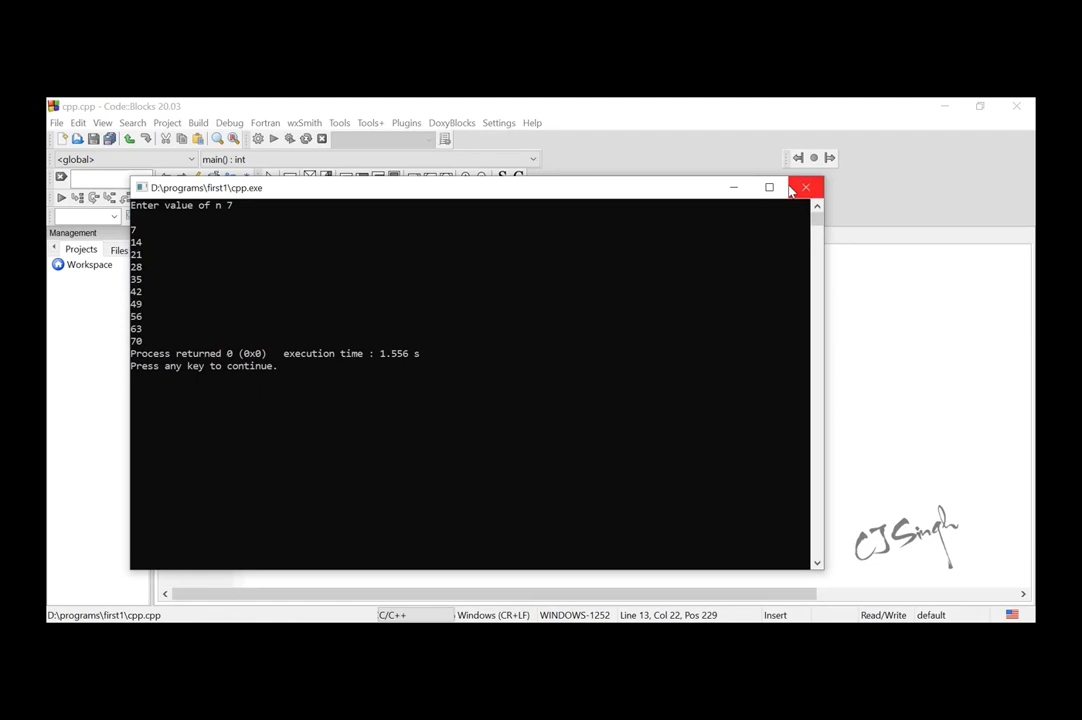 cpp.cpp - Code::Blocks 20.03
File Edit View Search Project Build Debug Fortran wxSmith Tools Tools+ Plugins DoxyBlocks Settings Help
<global> main() : int
D:\programs\first1\cpp.exe
Enter value of n 7
7
14
21
28
35
42
49
56
63
70
Process returned 0 (0x0) execution time : 1.556 s
Press any key to continue.
Management
Projects Files
Workspace
CJSingh
D:\programs\first1\cpp.cpp C/C++ Windows (CR+LF) WINDOWS-1252 Line 13, Col 22, Pos 229 Insert Read/Write default